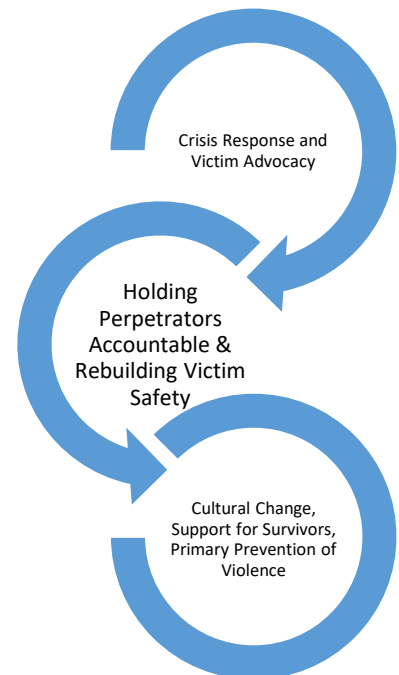 Crisis Response and
Victim Advocacy
Holding
Perpetrators
Accountable &
Rebuilding Victim
Safety
Cultural Change,
Support for Survivors,
Primary Prevention of
Violence